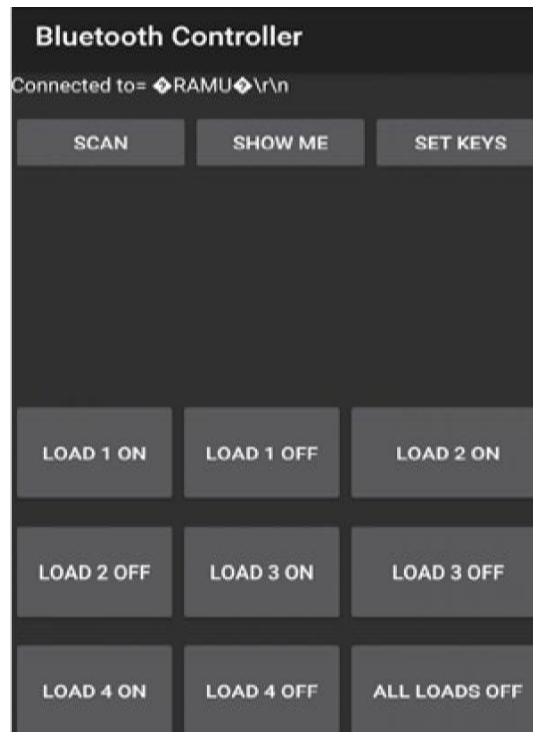 Bluetooth Controller
Connected to= �RAMU�\r\n
SCAN SHOW ME SET KEYS
LOAD 1 ON LOAD 1 OFF LOAD 2 ON
LOAD 2 OFF LOAD 3 ON LOAD 3 OFF
LOAD 4 ON LOAD 4 OFF ALL LOADS OFF